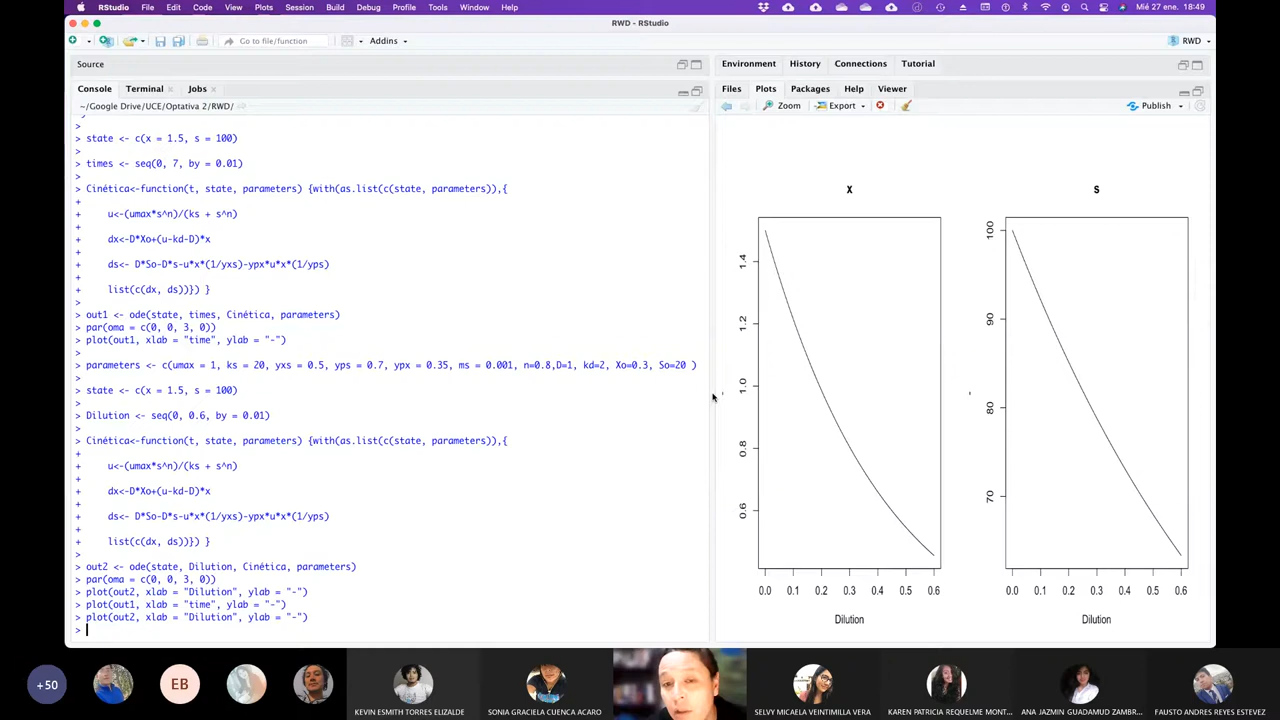 RStudio File Edit Code View Plots Session Build Debug Profile Tools Window Help Mié 27 ene. 18:49
RWD - RStudio
Go to file/function Addins RWD
Source
Environment History Connections Tutorial
Console Terminal Jobs
Files Plots Packages Help Viewer
~/Google Drive/UCE/Optativa 2/RWD/
Zoom Export Publish
>
> state <- c(x = 1.5, s = 100)
>
> times <- seq(0, 7, by = 0.01)
>
> Cinética<-function(t, state, parameters) {with(as.list(c(state, parameters)),{
+
+ u<-(umax*s^n)/(ks + s^n)
+
+ dx<-D*Xo+(u-kd-D)*x
+
+ ds<- D*So-D*s-u*x*(1/yxs)-ypx*u*x*(1/yps)
+
+ list(c(dx, ds))}) }
>
> out1 <- ode(state, times, Cinética, parameters)
> par(oma = c(0, 0, 3, 0))
> plot(out1, xlab = "time", ylab = "-")
>
> parameters <- c(umax = 1, ks = 20, yxs = 0.5, yps = 0.7, ypx = 0.35, ms = 0.001, n=0.8,D=1, kd=2, Xo=0.3, So=20 )
>
> state <- c(x = 1.5, s = 100)
>
> Dilution <- seq(0, 0.6, by = 0.01)
>
> Cinética<-function(t, state, parameters) {with(as.list(c(state, parameters)),{
+
+ u<-(umax*s^n)/(ks + s^n)
+
+ dx<-D*Xo+(u-kd-D)*x
+
+ ds<- D*So-D*s-u*x*(1/yxs)-ypx*u*x*(1/yps)
+
+ list(c(dx, ds))}) }
>
> out2 <- ode(state, Dilution, Cinética, parameters)
> par(oma = c(0, 0, 3, 0))
> plot(out2, xlab = "Dilution", ylab = "-")
> plot(out1, xlab = "time", ylab = "-")
> plot(out2, xlab = "Dilution", ylab = "-")
>
x
1.4
1.2
1.0
0.8
0.6
-
0.0 0.1 0.2 0.3 0.4 0.5 0.6
Dilution
s
100
90
80
70
-
0.0 0.1 0.2 0.3 0.4 0.5 0.6
Dilution
+50
EB
KEVIN ESMITH TORRES ELIZALDE
SONIA GRACIELA CUENCA ACARO
SELVY MICAELA VEINTIMILLA VERA
KAREN PATRICIA REQUELME MONT...
ANA JAZMIN GUADAMUD ZAMBR...
FAUSTO ANDRES REYES ESTEVEZ